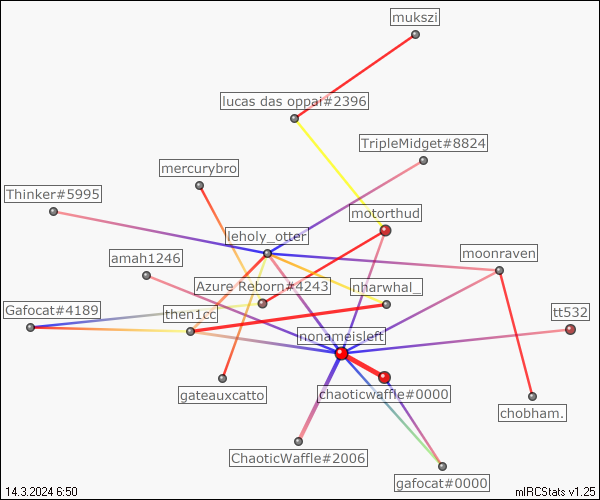 mukszi
lucas das oppai#2396
TripleMidget#8824
mercurybro
Thinker#5995
motorthud
leholy_otter
moonraven
amah1246
Azure Reborn#4243
nharwhal_
Gafocat#4189
then1cc
tt532
nonameisleft
chaoticwaffle#0000
gateauxcatto
chobham.
ChaoticWaffle#2006
gafocat#0000
14.3.2024 6:50
mIRCStats v1.25